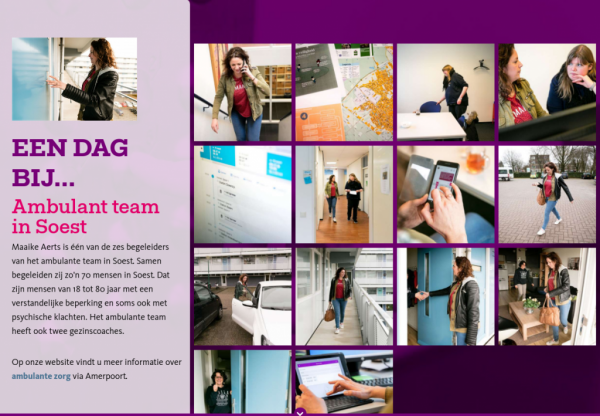 EEN DAG
BIJ...
Ambulant team
in Soest
Maaike Aerts is één van de zes begeleiders
van het ambulante team in Soest. Samen
begeleiden zij zo'n 70 mensen in Soest. Dat
zijn mensen van 18 tot 80 jaar met een
verstandelijke beperking en soms ook met
psychische klachten. Het ambulante team
heeft ook twee gezinscoaches.
Op onze website vindt u meer informatie over
ambulante zorg via Amerpoort.